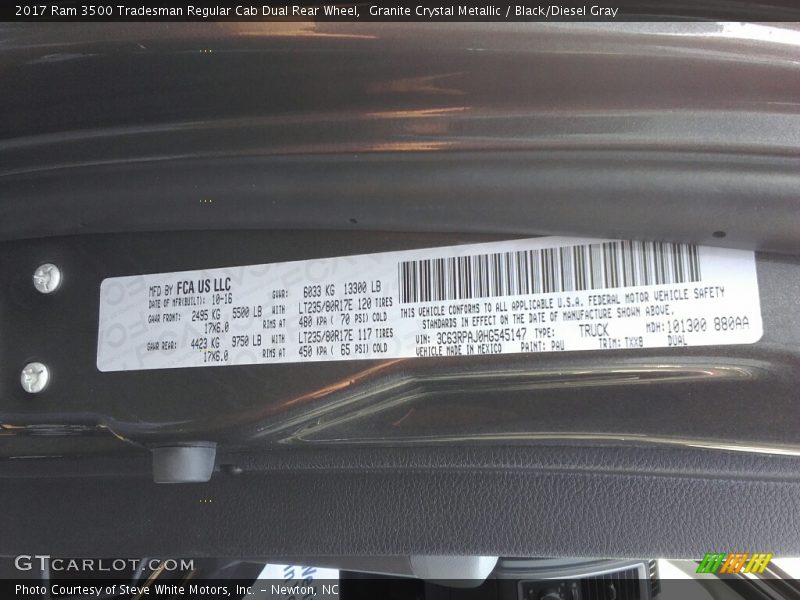 2017 Ram 3500 Tradesman Regular Cab Dual Rear Wheel,  Granite Crystal Metallic / Black/Diesel Gray
MFD BY FCA US LLC
DATE OF MFR(BUILT): 10-16
GVWR: 6033 KG 13300 LB
GAWR FRONT: 2495 KG 5500 LB WITH LT235/80R17E 120 TIRES
17X6.0 RIMS AT 480 KPA ( 70 PSI) COLD
GAWR REAR: 4423 KG 9750 LB WITH LT235/80R17E 117 TIRES
17X6.0 RIMS AT 450 KPA ( 65 PSI) COLD
THIS VEHICLE CONFORMS TO ALL APPLICABLE U.S.A. FEDERAL MOTOR VEHICLE SAFETY
STANDARDS IN EFFECT ON THE DATE OF MANUFACTURE SHOWN ABOVE.
VIN: 3C63RPAJ0HG545147 TYPE: TRUCK MDH: 101300 880AA
VEHICLE MADE IN MEXICO PAINT: PAU TRIM: TXX8 DUAL
GTCARLOT.COM
Photo Courtesy of Steve White Motors, Inc. – Newton, NC